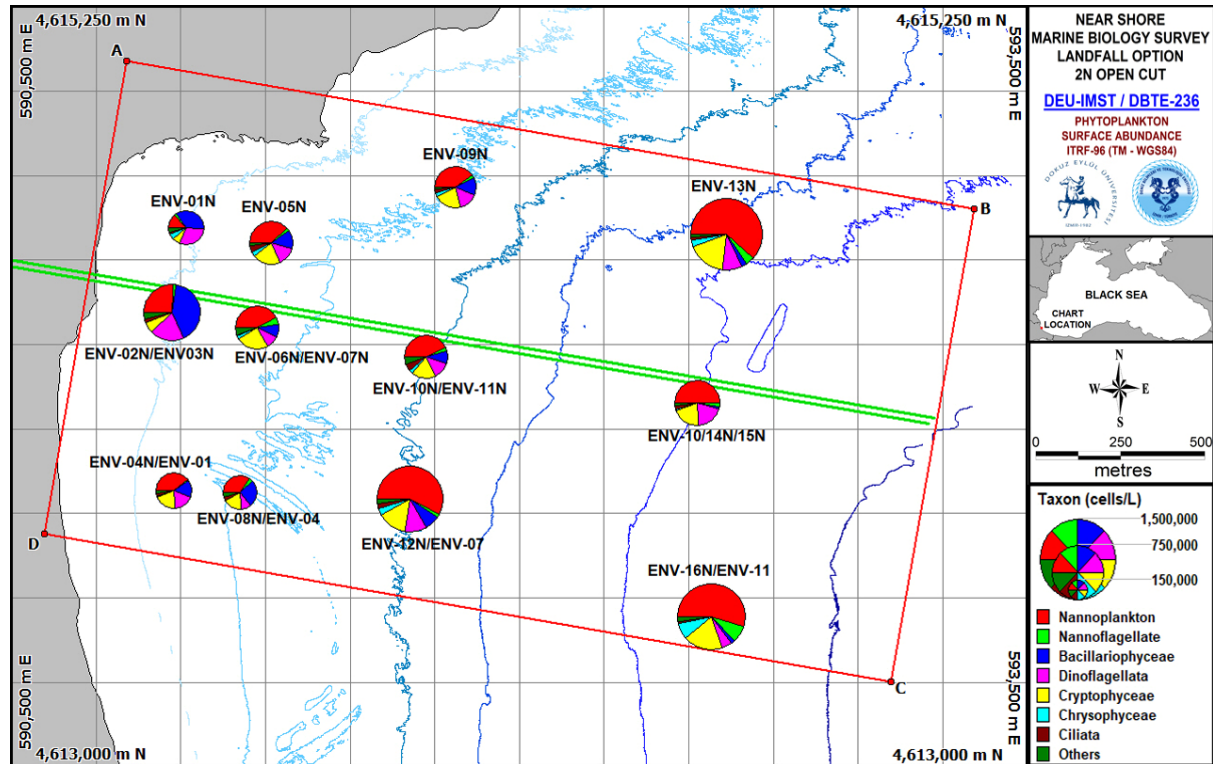 4,615,250 m N
4,615,250 m N
590,500 m E
593,500 m E
A
B
C
D
ENV-09N
ENV-13N
ENV-01N
ENV-05N
ENV-02N/ENV03N
ENV-06N/ENV-07N
ENV-10N/ENV-11N
ENV-10/14N/15N
ENV-04N/ENV-01
ENV-08N/ENV-04
ENV-12N/ENV-07
ENV-16N/ENV-11
590,500 m E
593,500 m E
4,613,000 m N
4,613,000 m N
NEAR SHORE
MARINE BIOLOGY SURVEY
LANDFALL OPTION
2N OPEN CUT
DEU-IMST / DBTE-236
PHYTOPLANKTON
SURFACE ABUNDANCE
ITRF-96 (TM - WGS84)
DOKUZ EYLÜL
ÜNİVERSİTESİ
BLACK SEA
CHART
LOCATION
N
W E
S
0 250 500
metres
Taxon (cells/L)
1,500,000
750,000
150,000
Nannoplankton
Nannoflagellate
Bacillariophyceae
Dinoflagellata
Cryptophyceae
Chrysophyceae
Ciliata
Others